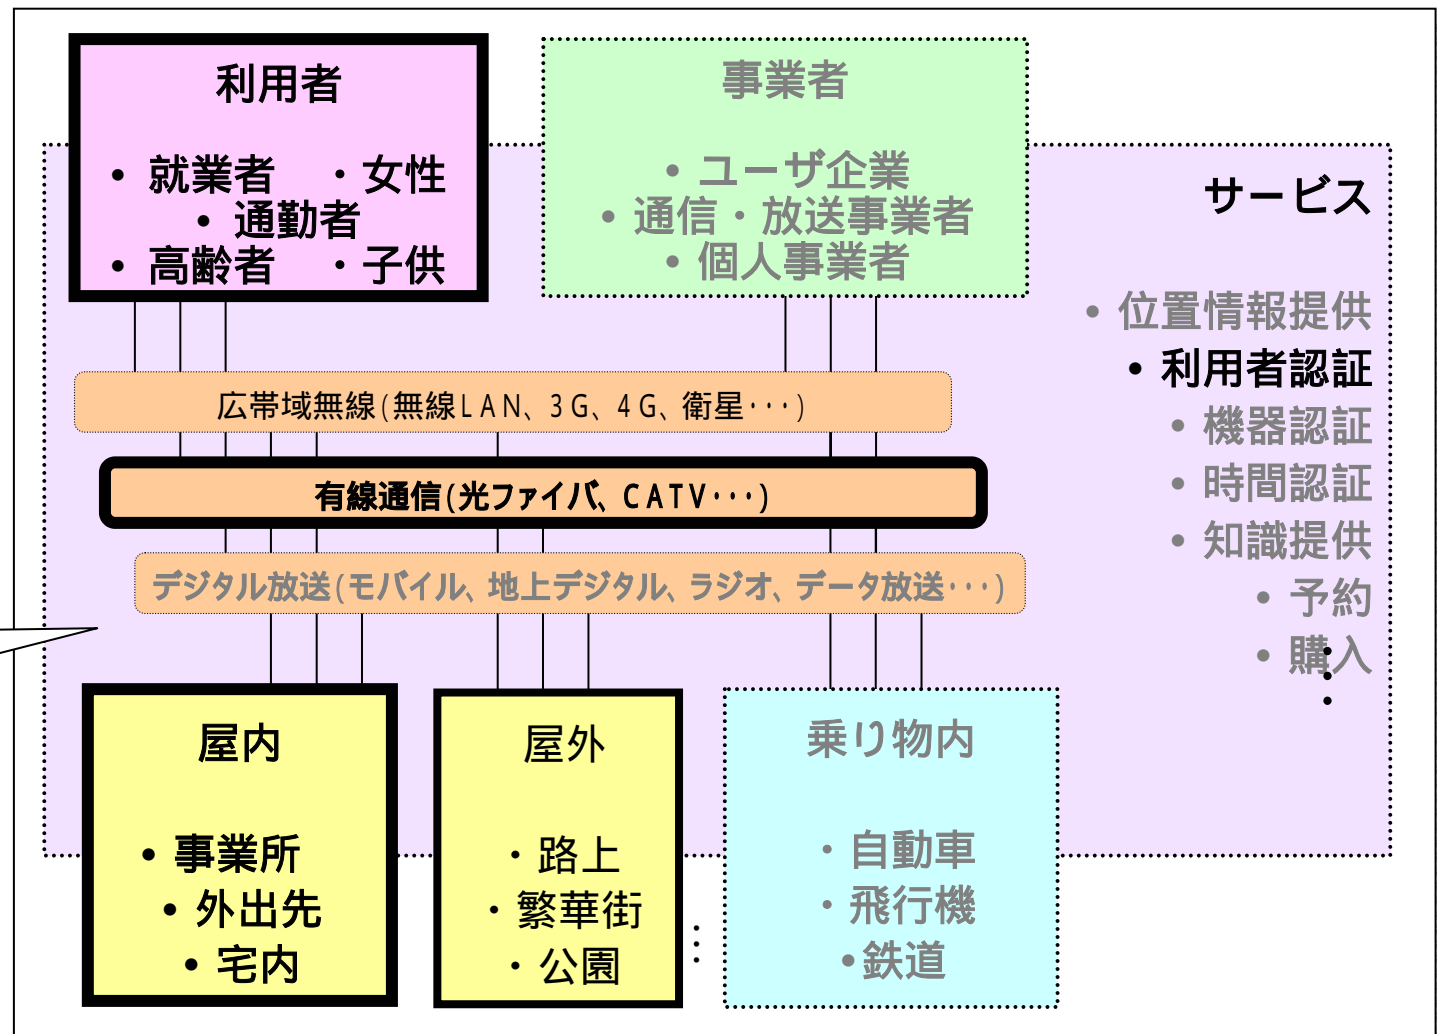 利用者
• 就業者　・女性
• 通勤者
• 高齢者　・子供
事業者
• ユーザ企業
• 通信・放送事業者
• 個人事業者
サービス
• 位置情報提供
• 利用者認証
• 機器認証
• 時間認証
• 知識提供
• 予約
• 購入
広帯域無線(無線LAN、3G、4G、衛星･･･)
有線通信(光ファイバ、CATV･･･)
デジタル放送(モバイル、地上デジタル、ラジオ、データ放送･･･)
屋内
• 事業所
• 外出先
• 宅内
屋外
・路上
・繁華街
・公園
乗り物内
・自動車
・飛行機
•鉄道